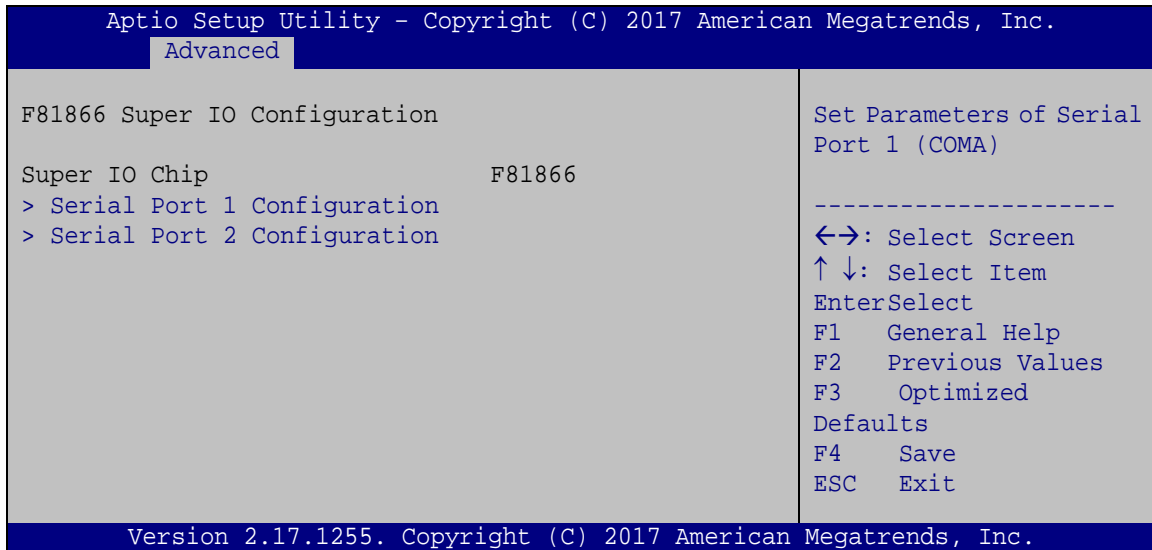 Aptio Setup Utility – Copyright (C) 2017 American Megatrends, Inc.
Advanced
F81866 Super IO Configuration
Super IO Chip F81866
> Serial Port 1 Configuration
> Serial Port 2 Configuration
Set Parameters of Serial
Port 1 (COMA)
---------------------
←→: Select Screen
↑ ↓: Select Item
EnterSelect
F1 General Help
F2 Previous Values
F3 Optimized
Defaults
F4 Save
ESC Exit
Version 2.17.1255. Copyright (C) 2017 American Megatrends, Inc.